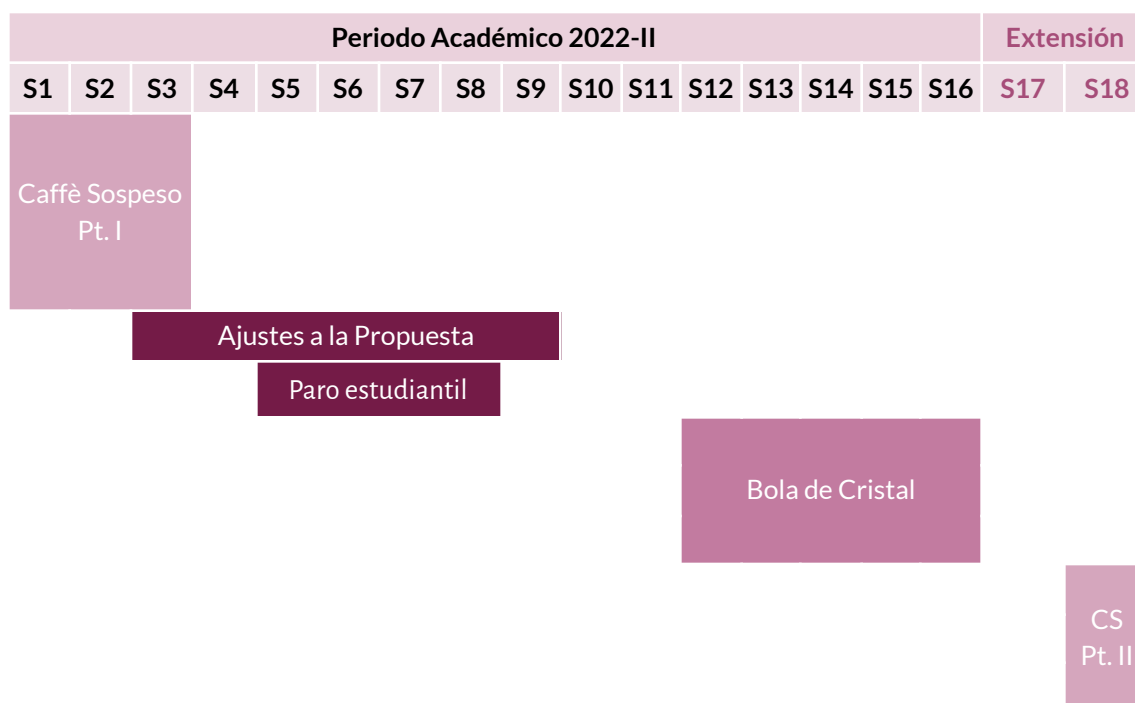 Periodo Académico 2022-II Extensión
S1 S2 S3 S4 S5 S6 S7 S8 S9 S10 S11 S12 S13 S14 S15 S16 S17 S18
Caffè Sospeso
Pt. I
Ajustes a la Propuesta
Paro estudiantil
Bola de Cristal
CS
Pt. II